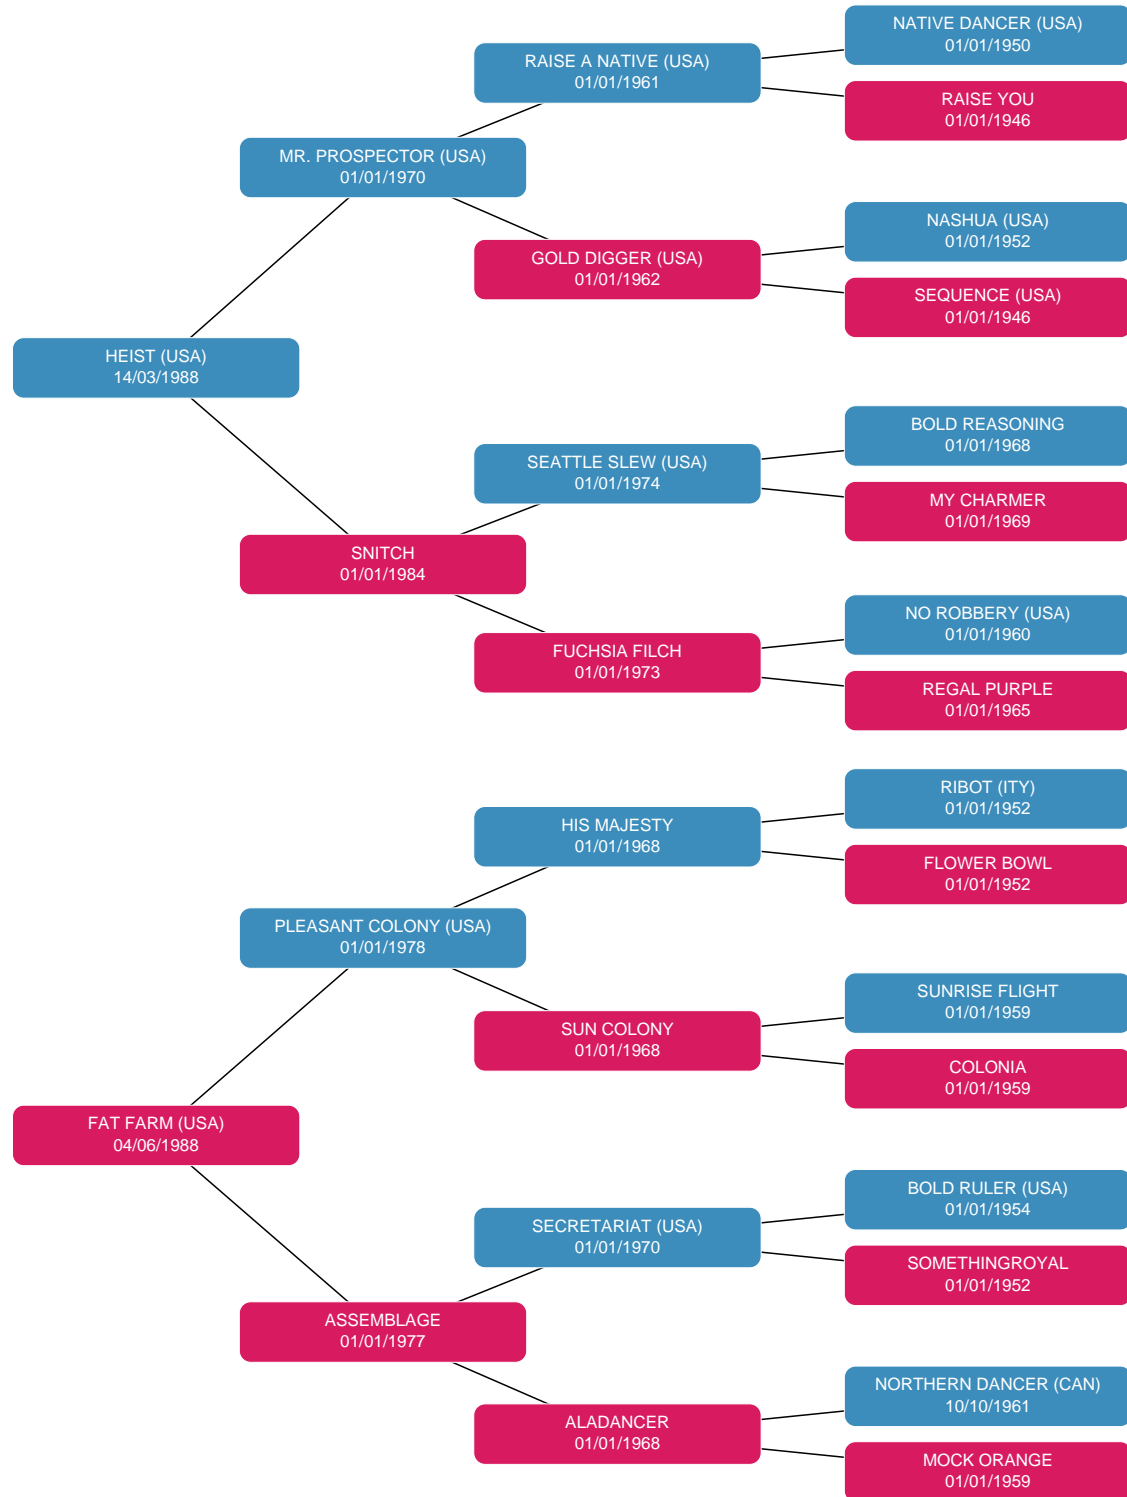 NATIVE DANCER (USA)
01/01/1950
RAISE A NATIVE (USA)
01/01/1961
RAISE YOU
01/01/1946
MR. PROSPECTOR (USA)
01/01/1970
NASHUA (USA)
01/01/1952
GOLD DIGGER (USA)
01/01/1962
SEQUENCE (USA)
01/01/1946
HEIST (USA)
14/03/1988
BOLD REASONING
01/01/1968
SEATTLE SLEW (USA)
01/01/1974
MY CHARMER
01/01/1969
SNITCH
01/01/1984
NO ROBBERY (USA)
01/01/1960
FUCHSIA FILCH
01/01/1973
REGAL PURPLE
01/01/1965
RIBOT (ITY)
01/01/1952
HIS MAJESTY
01/01/1968
FLOWER BOWL
01/01/1952
PLEASANT COLONY (USA)
01/01/1978
SUNRISE FLIGHT
01/01/1959
SUN COLONY
01/01/1968
COLONIA
01/01/1959
FAT FARM (USA)
04/06/1988
BOLD RULER (USA)
01/01/1954
SECRETARIAT (USA)
01/01/1970
SOMETHINGROYAL
01/01/1952
ASSEMBLAGE
01/01/1977
NORTHERN DANCER (CAN)
10/10/1961
ALADANCER
01/01/1968
MOCK ORANGE
01/01/1959